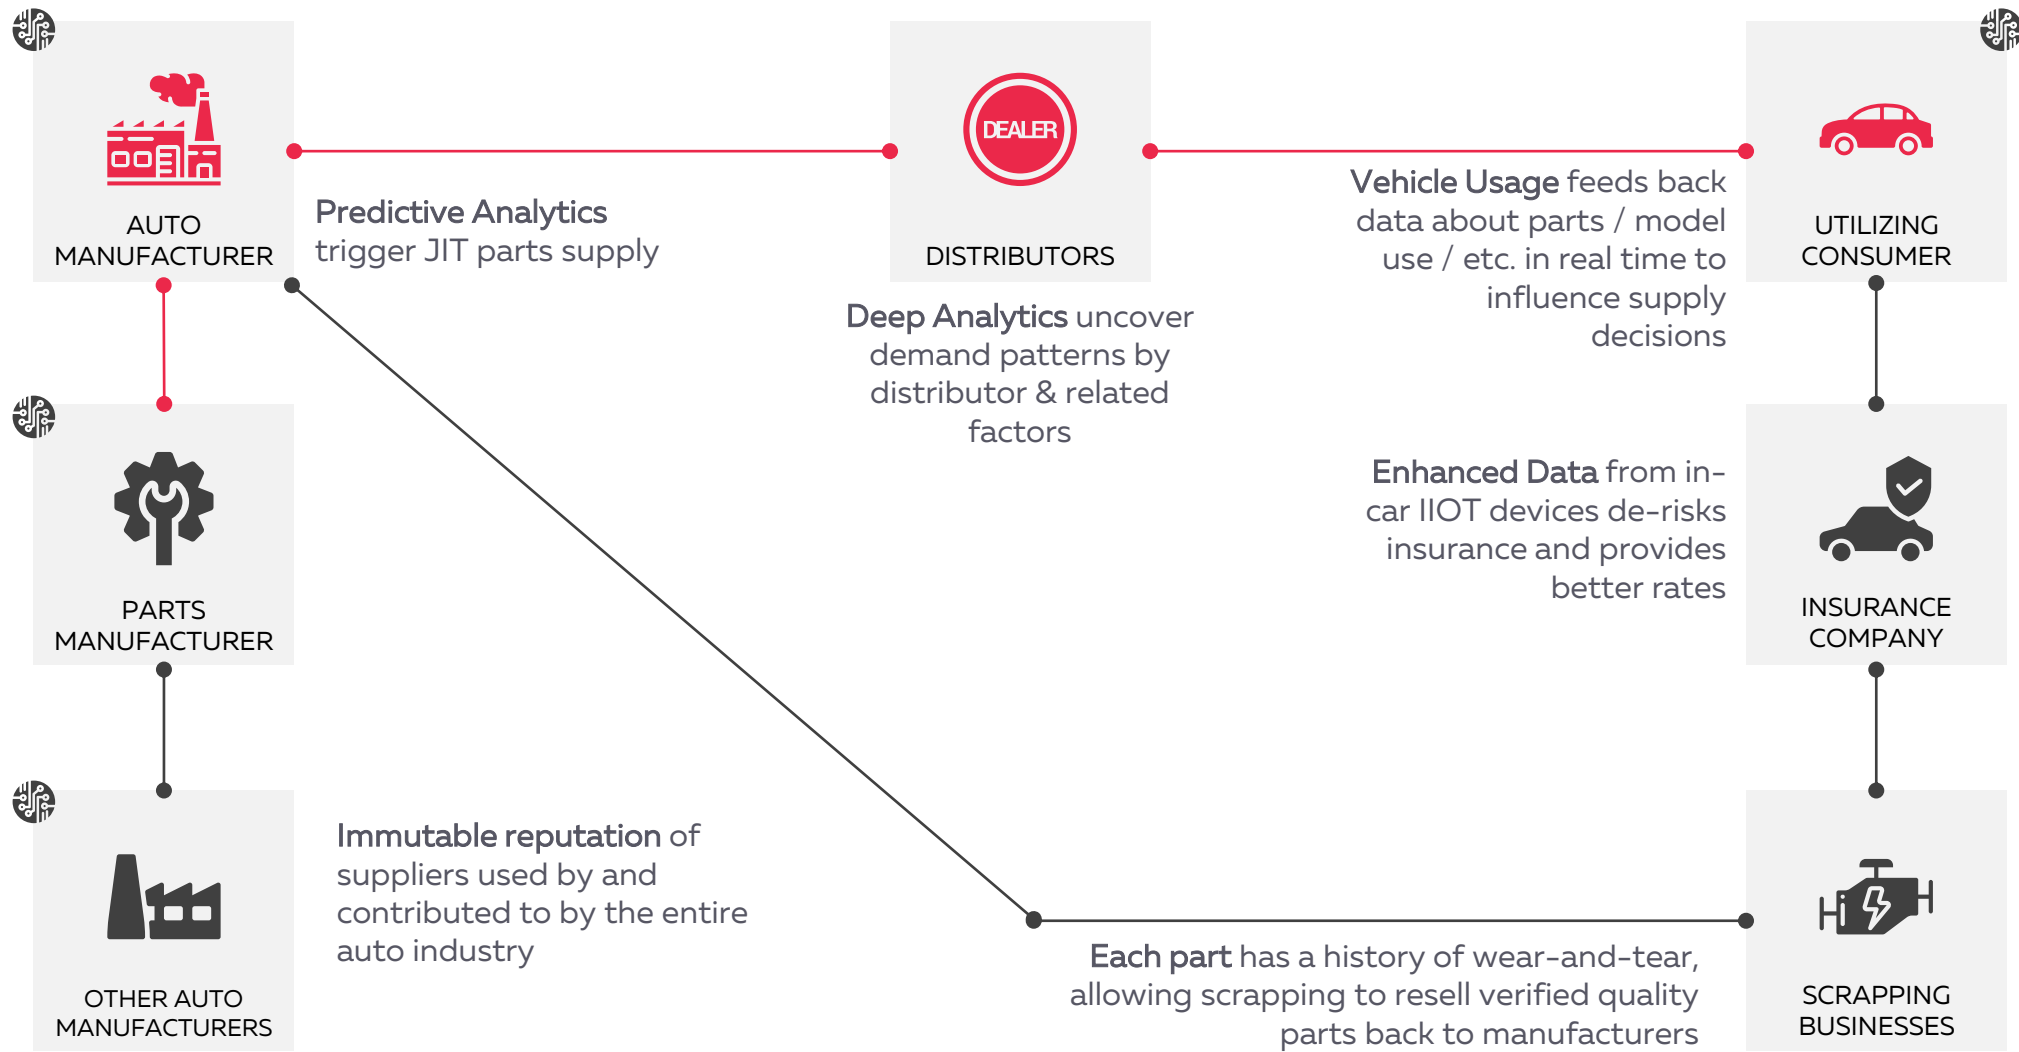 AUTO
MANUFACTURER
Predictive Analytics
trigger JIT parts supply
DEALER
DISTRIBUTORS
Deep Analytics uncover
demand patterns by
distributor & related
factors
Vehicle Usage feeds back
data about parts / model
use / etc. in real time to
influence supply
decisions
UTILIZING
CONSUMER
PARTS
MANUFACTURER
Enhanced Data from in-
car IIOT devices de-risks
insurance and provides
better rates
INSURANCE
COMPANY
OTHER AUTO
MANUFACTURERS
Immutable reputation of
suppliers used by and
contributed to by the entire
auto industry
Each part has a history of wear-and-tear,
allowing scrapping to resell verified quality
parts back to manufacturers
SCRAPPING
BUSINESSES